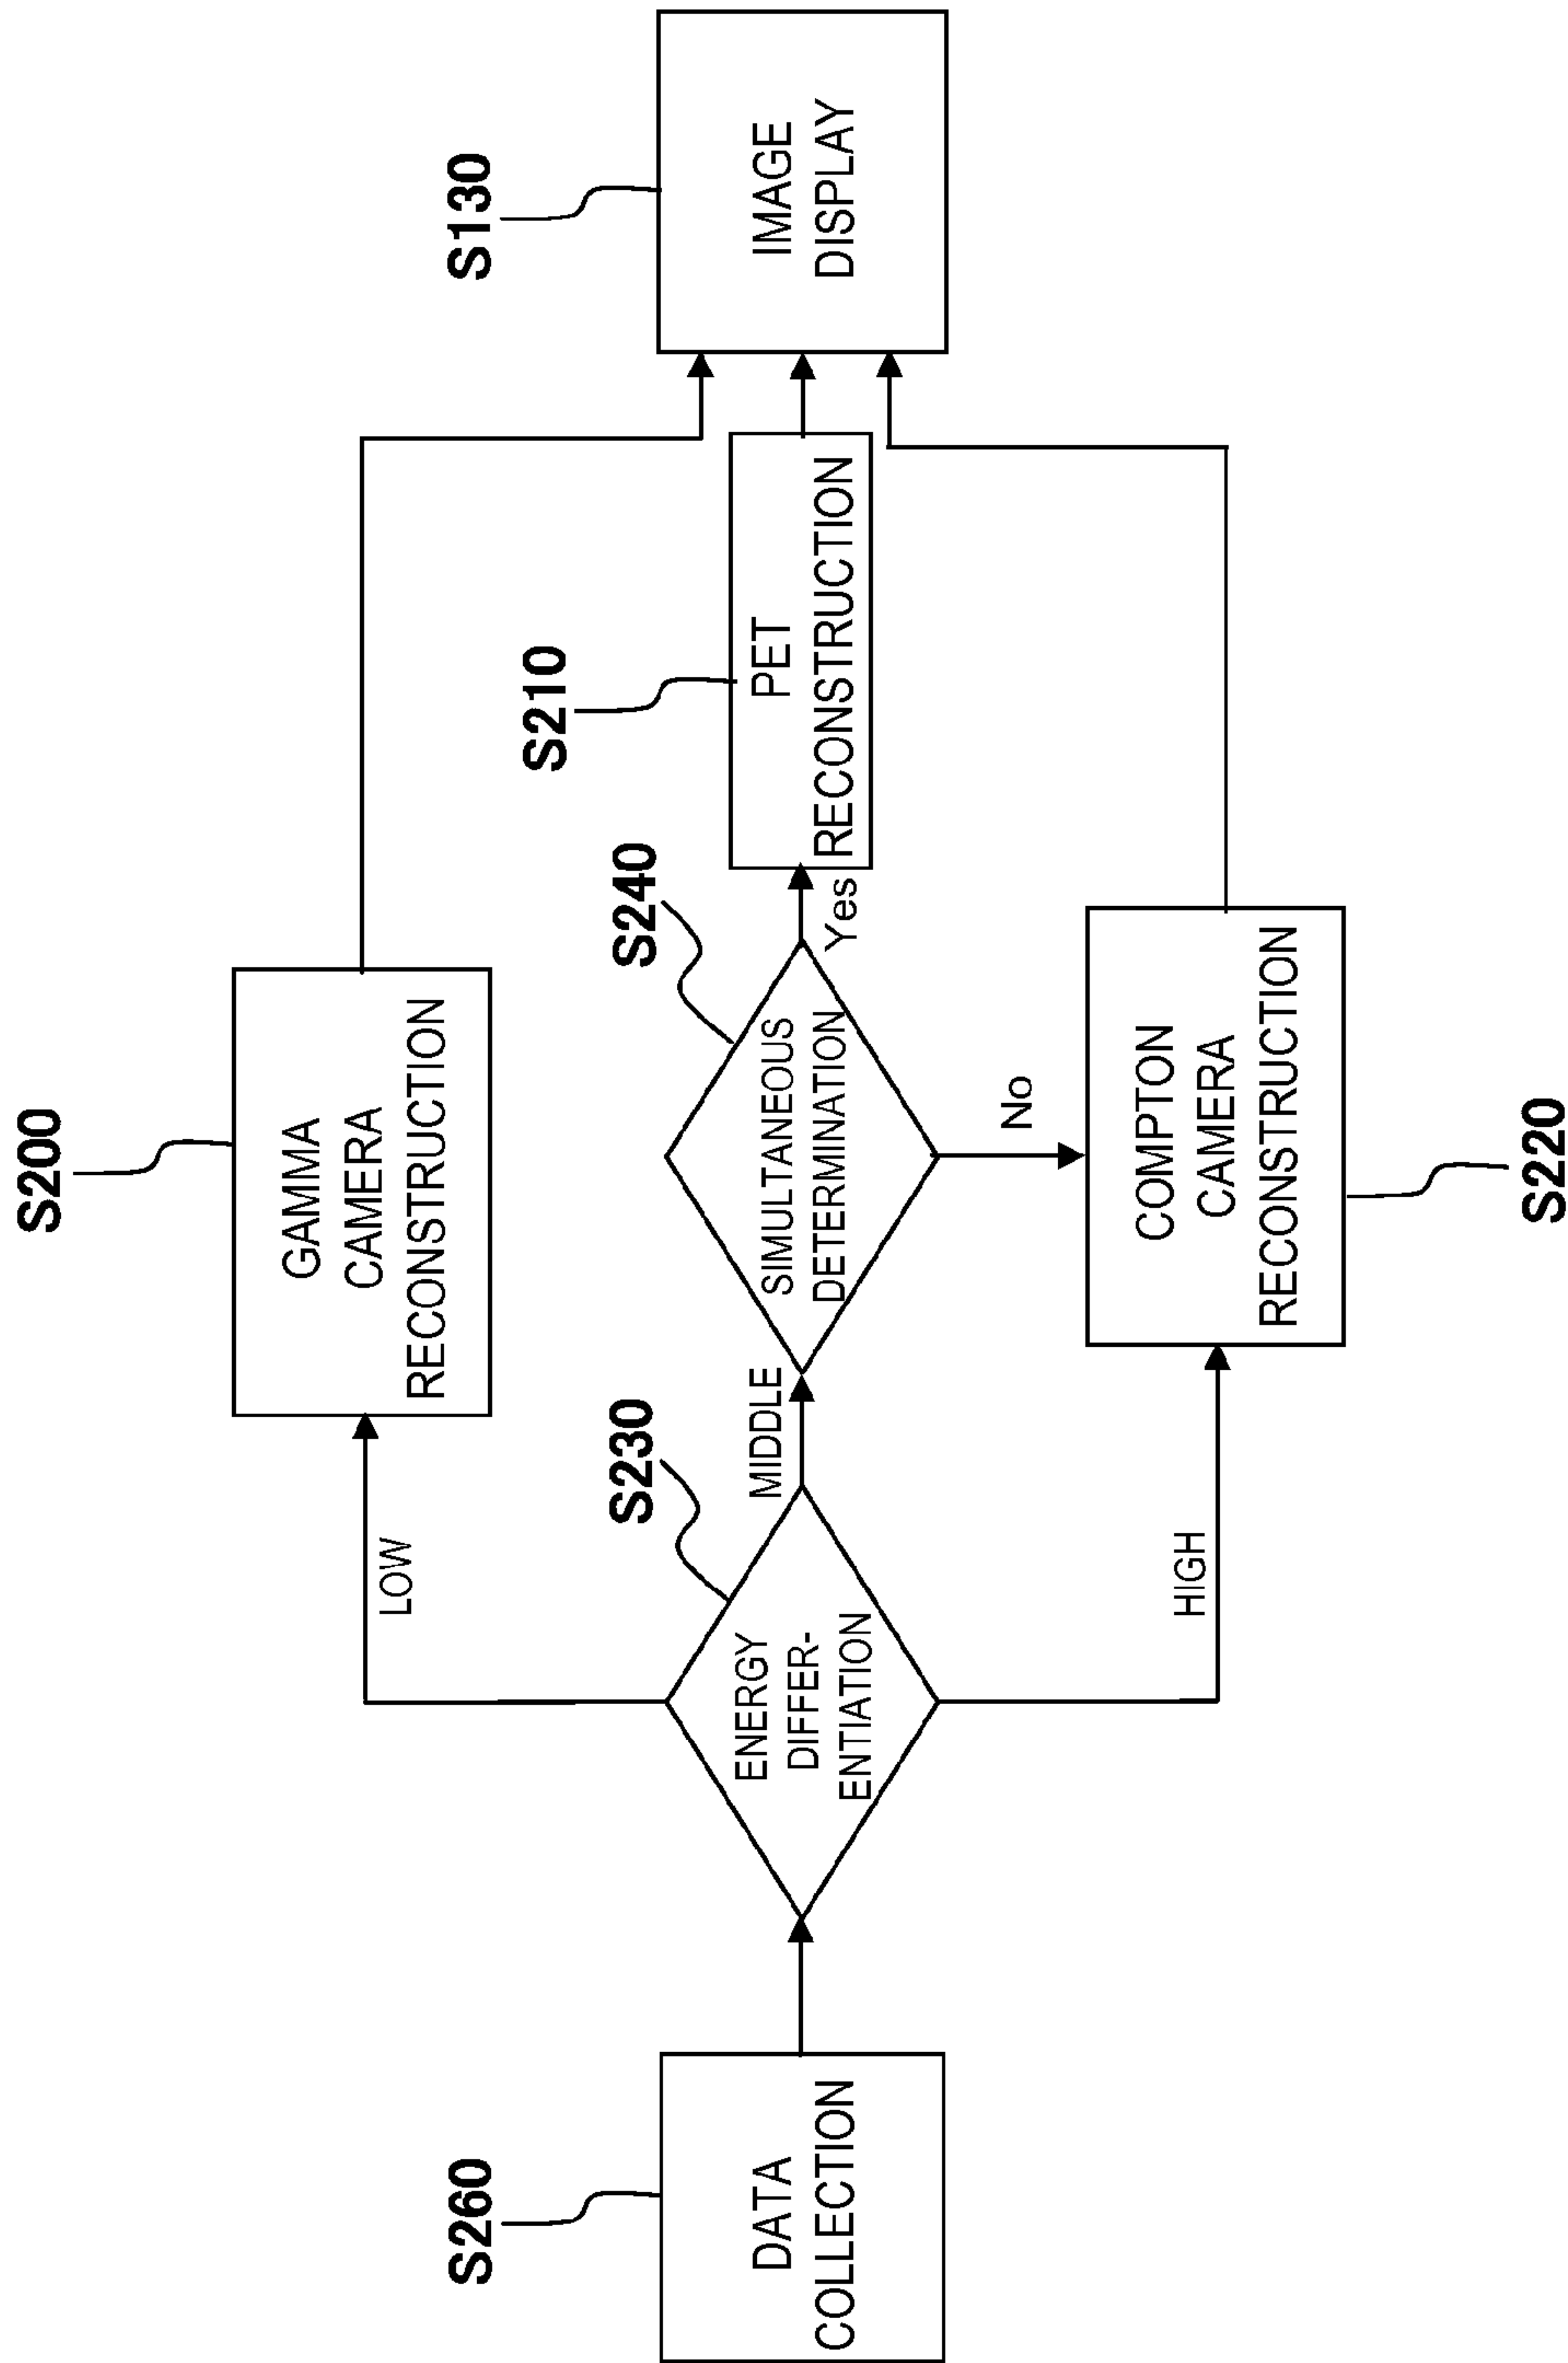 S260
DATA
COLLECTION
S230
ENERGY
DIFFER-
ENTIATION
LOW
MIDDLE
HIGH
S200
GAMMA
CAMERA
RECONSTRUCTION
S240
SIMULTANEOUS
DETERMINATION
Yes
No
S210
PET
RECONSTRUCTION
COMPTON
CAMERA
RECONSTRUCTION
S220
S130
IMAGE
DISPLAY